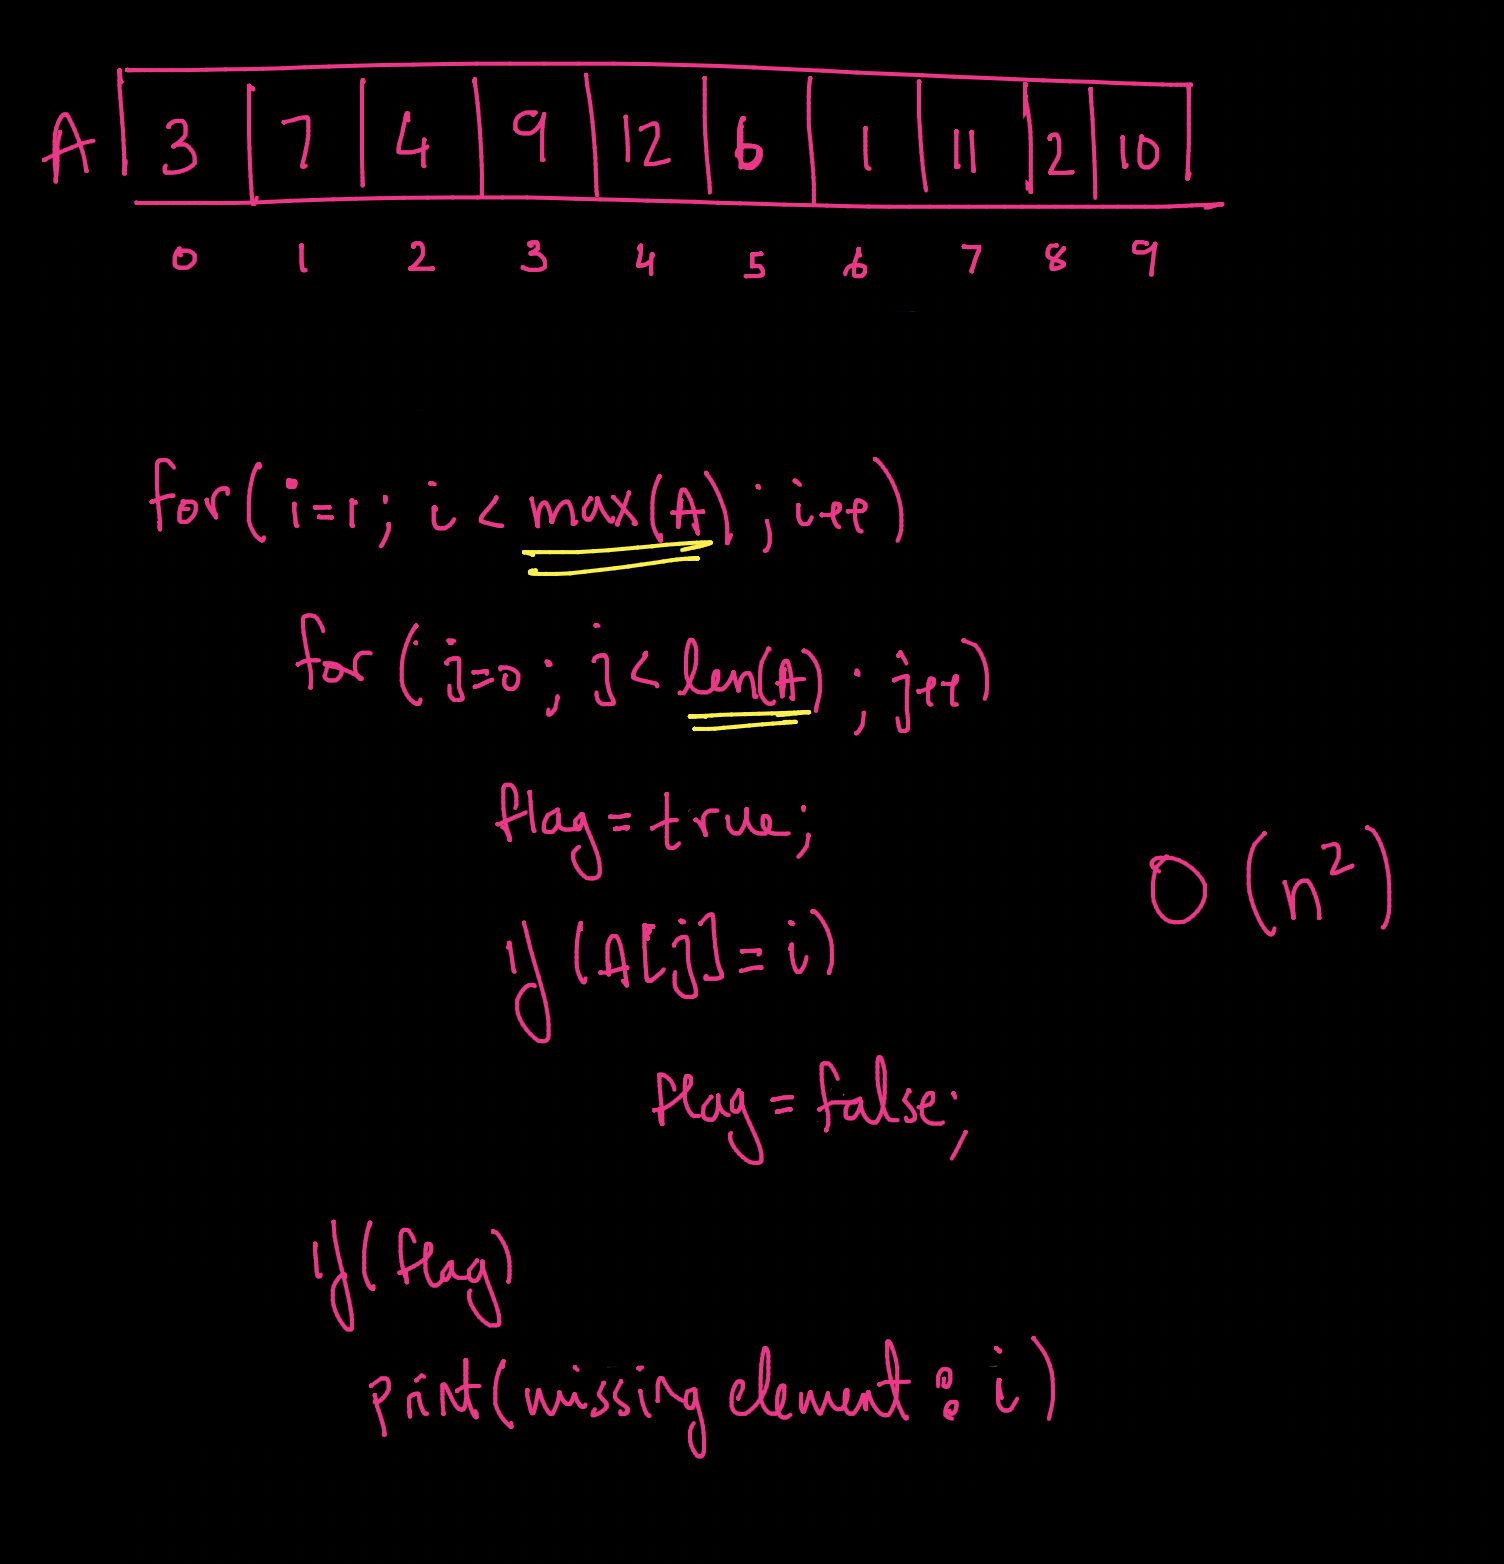 A 3 7 4 9 12 6 1 11 2 10
0 1 2 3 4 5 6 7 8 9
for(i=1; i < max(A); i++)
for(j=0; j < len(A); j++)
flag = true;
O(n²)
if(A[j] = i)
flag = false;
if(flag)
print(missing element : i)